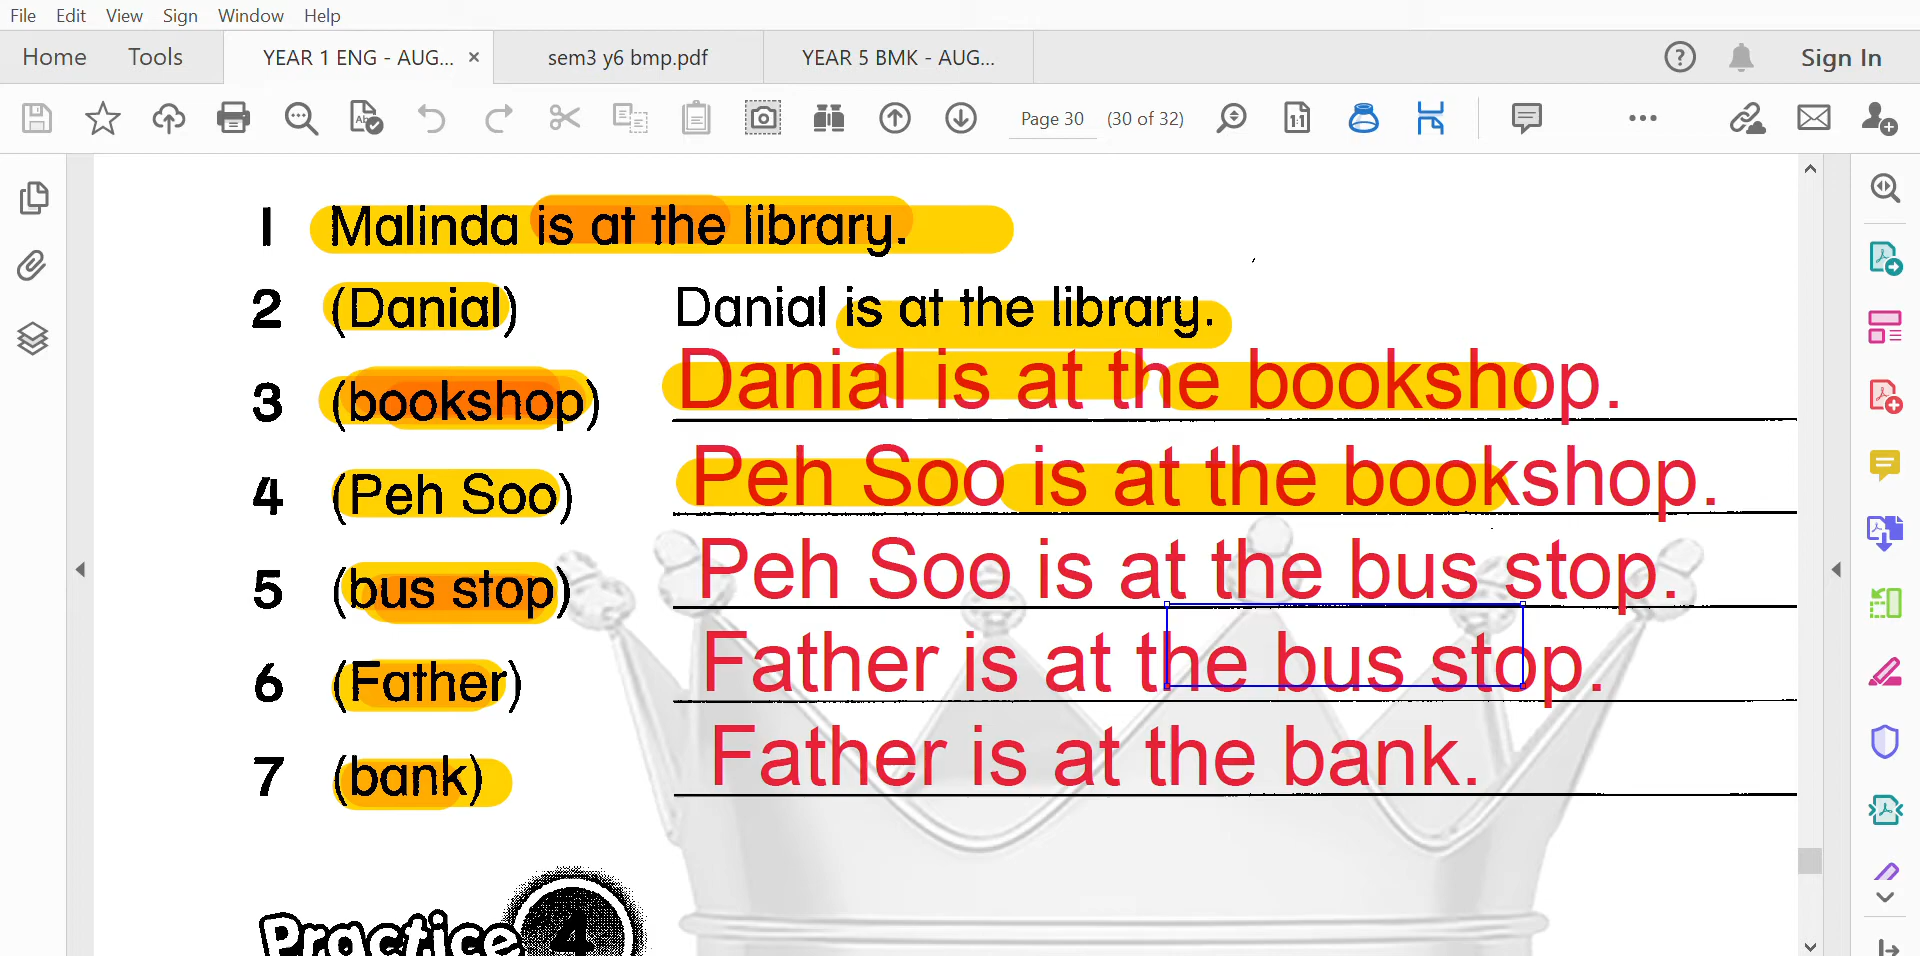 File Edit View Sign Window Help
Home Tools YEAR 1 ENG - AUG... × sem3 y6 bmp.pdf YEAR 5 BMK - AUG... Sign In
Page 30 (30 of 32)
1 Malinda is at the library.
2 (Danial) Danial is at the library.
3 (bookshop) Danial is at the bookshop.
4 (Peh Soo) Peh Soo is at the bookshop.
5 (bus stop) Peh Soo is at the bus stop.
6 (Father) Father is at the bus stop.
7 (bank) Father is at the bank.
Practice 4